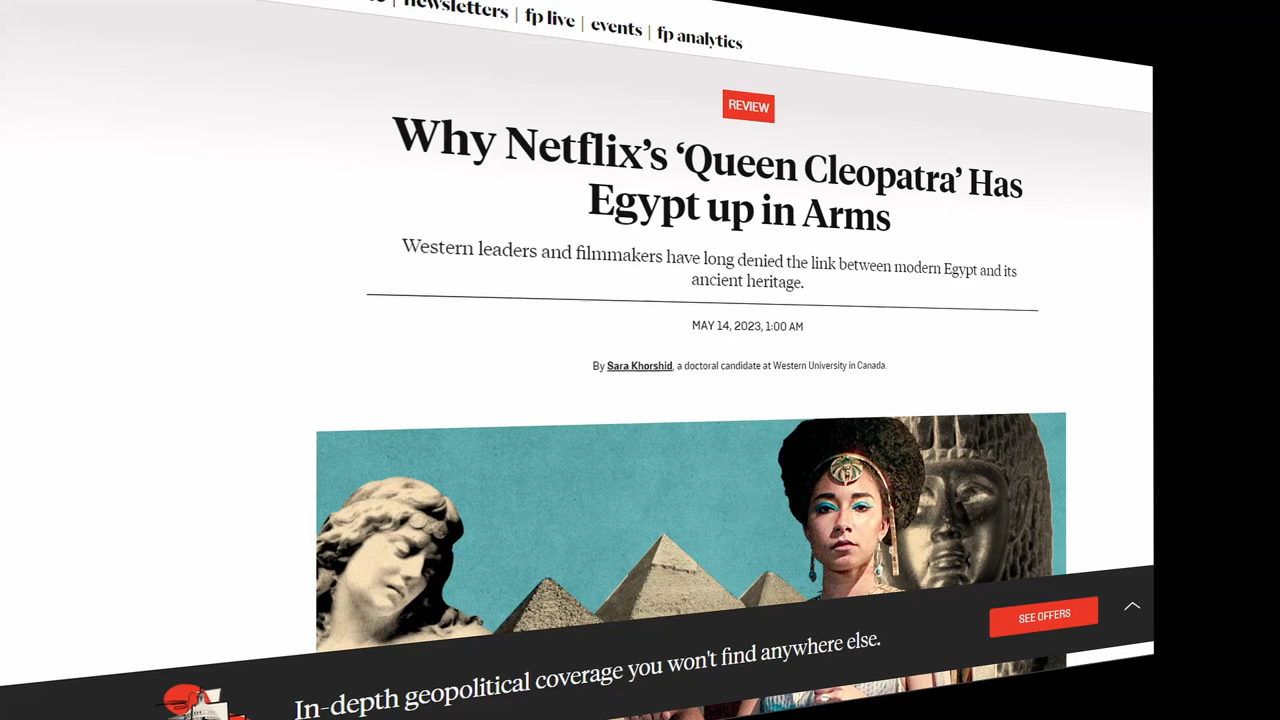 newsletters | fp live | events | fp analytics
REVIEW
Why Netflix's ‘Queen Cleopatra’ Has
Egypt up in Arms
Western leaders and filmmakers have long denied the link between modern Egypt and its
ancient heritage.
MAY 14, 2023, 1:00 AM
By Sara Khorshid, a doctoral candidate at Western University in Canada.
In-depth geopolitical coverage you won't find anywhere else.
SEE OFFERS